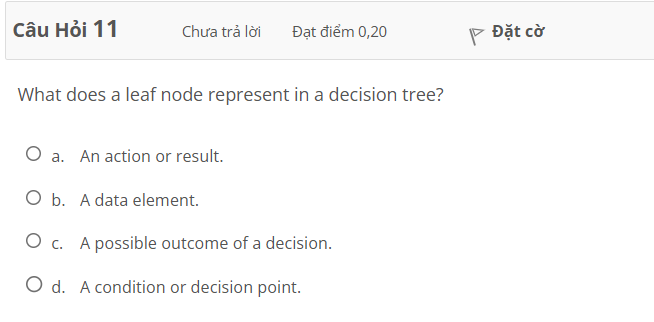 Câu Hỏi 11 Chưa trả lời Đạt điểm 0,20 Đặt cờ
What does a leaf node represent in a decision tree?
a. An action or result.
b. A data element.
c. A possible outcome of a decision.
d. A condition or decision point.